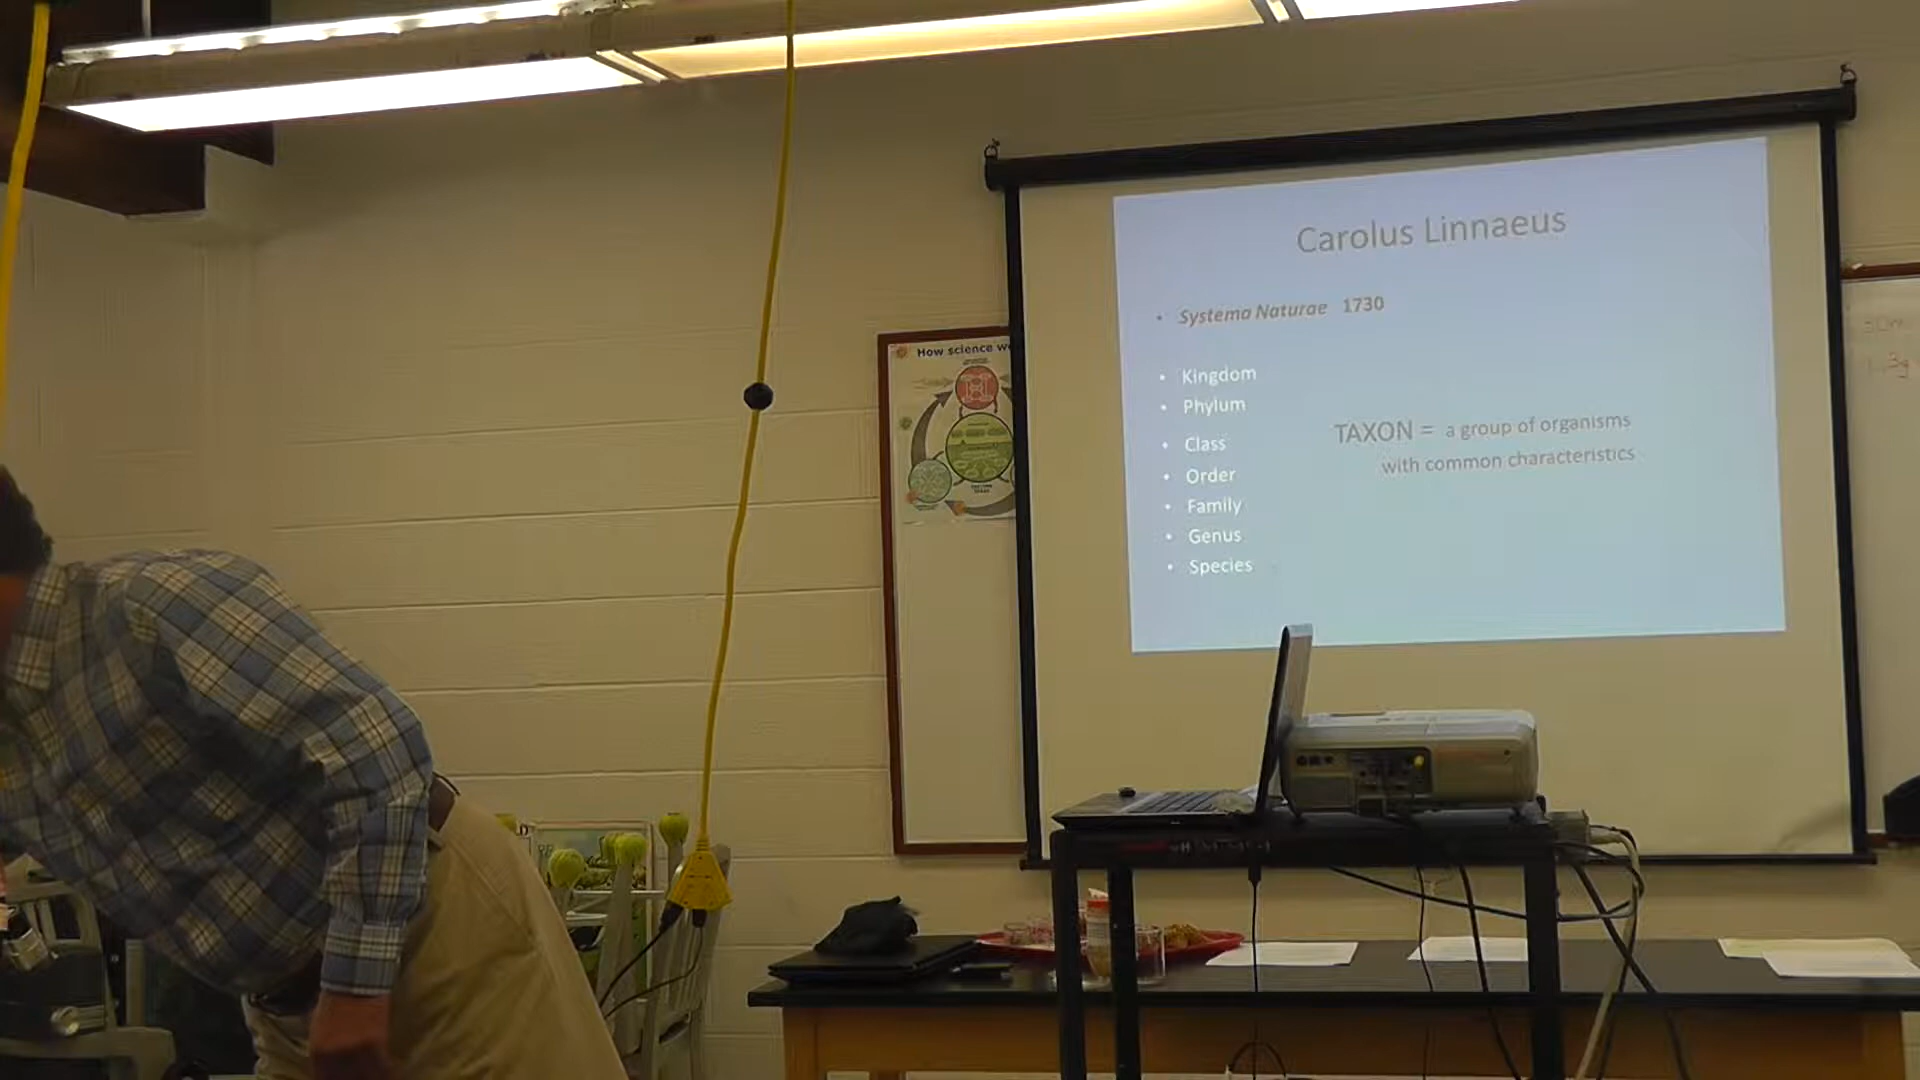 Carolus Linnaeus
• Systema Naturae 1730
• Kingdom
• Phylum
• Class
• Order
• Family
• Genus
• Species
TAXON = a group of organisms
with common characteristics
How science w